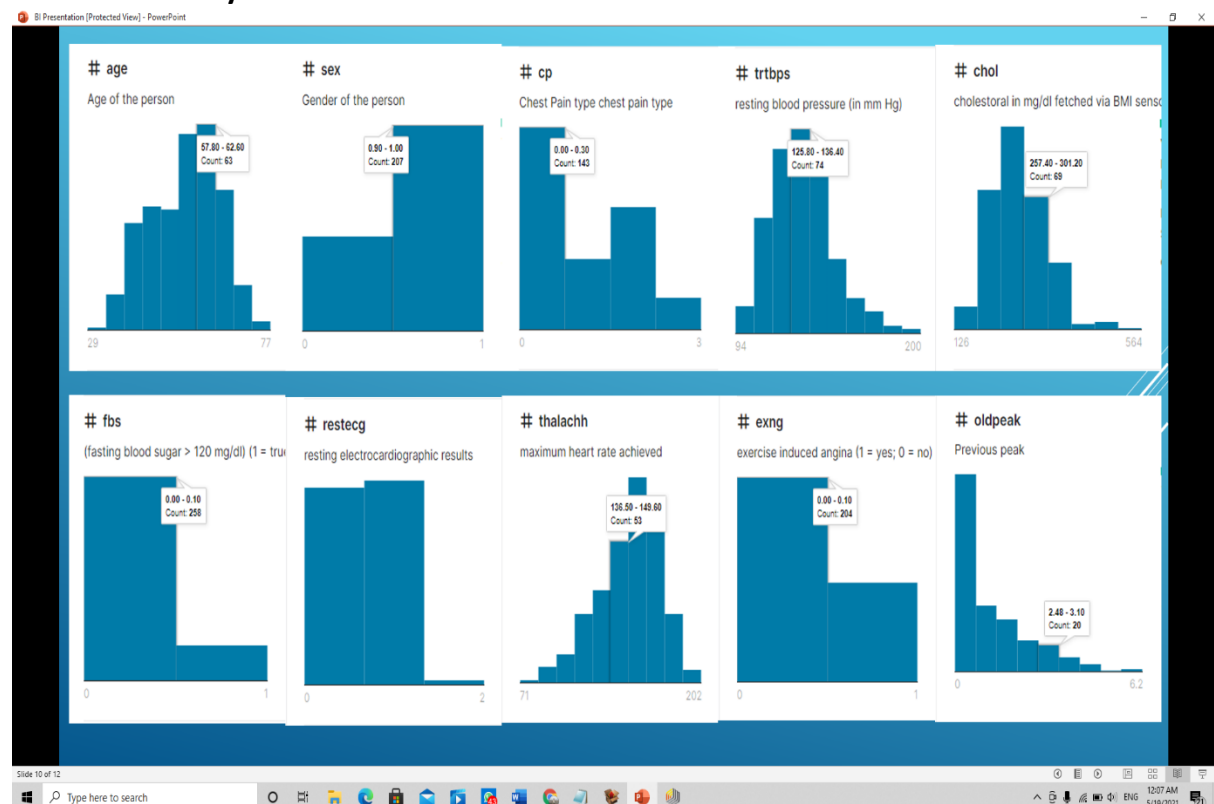 BI Presentation [Protected View] - PowerPoint
# age
Age of the person
57.80 - 62.60
Count: 63
29 77
# sex
Gender of the person
0.90 - 1.00
Count: 207
0 1
# cp
Chest Pain type chest pain type
0.00 - 0.30
Count: 143
0 3
# trtbps
resting blood pressure (in mm Hg)
125.80 - 136.40
Count: 74
94 200
# chol
cholestoral in mg/dl fetched via BMI senso
257.40 - 301.20
Count: 69
126 564
# fbs
(fasting blood sugar > 120 mg/dl) (1 = tru
0.00 - 0.10
Count: 258
0 1
# restecg
resting electrocardiographic results
0 2
# thalachh
maximum heart rate achieved
136.50 - 149.60
Count: 53
71 202
# exng
exercise induced angina (1 = yes; 0 = no)
0.00 - 0.10
Count: 204
0 1
# oldpeak
Previous peak
2.48 - 3.10
Count: 20
0 6.2
Slide 10 of 12
Type here to search
ENG
12:07 AM
5/19/2021